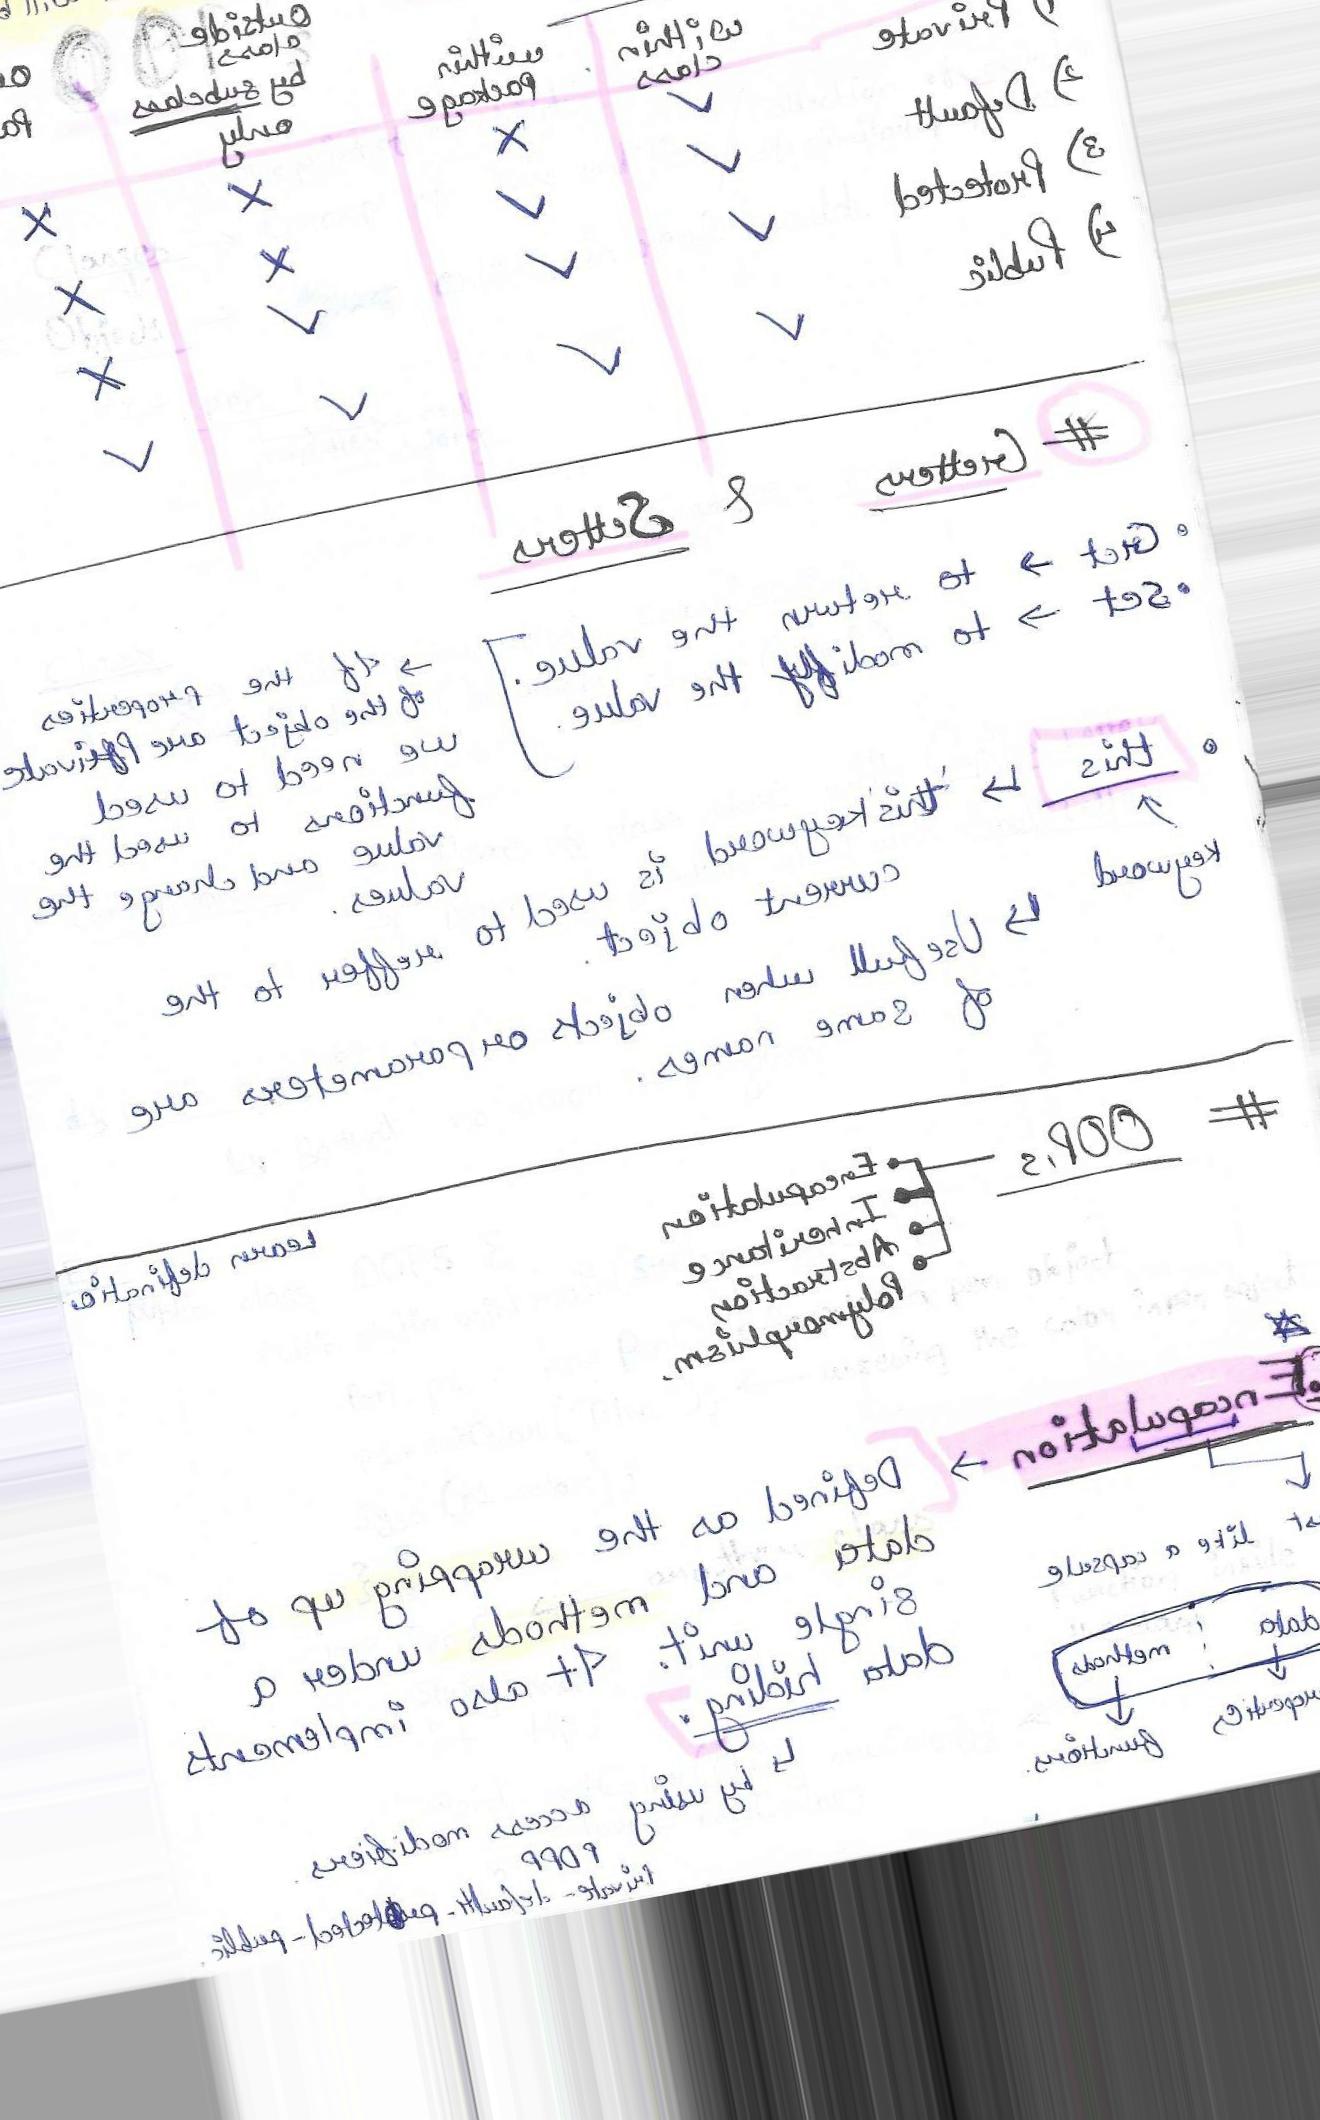 within class | within package | Outside class by subclass only
1) Private ✓ × × ×
2) Default ✓ ✓ × ×
3) Protected ✓ ✓ ✓ ×
4) Public ✓ ✓ ✓ ✓
# Getters & Setters
• Get → to return the value.
• Set → to modify the value.
→ If the properties
of the object are private
we need to used
functions to used the
value and change the
values.
• this ↳ this keyword is used to reffer to the
current object.
keyword
↳ Usefull when objects or parameters are
of same names.
# OOP's
• Encapulation
• Inheritance
• Abstraction
• Polymorphism.
Learn definition
Encapulation → Defined as the wrapping up of
data and methods under a
single unit. It also implements
data hiding.
like a capsule
data methods
functions.
↳ by using access modifiers.
PDPP
Private-default-protected-public.